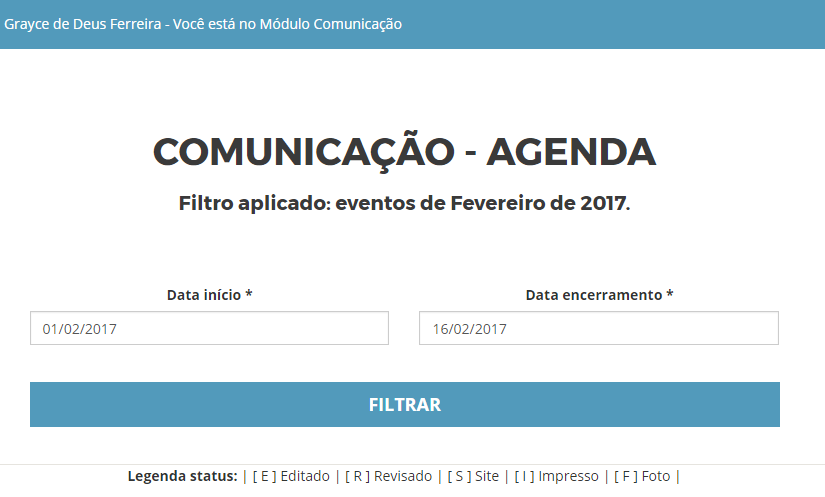 Grayce de Deus Ferreira - Você está no Módulo Comunicação
COMUNICAÇÃO - AGENDA
Filtro aplicado: eventos de Fevereiro de 2017.
Data início * Data encerramento *
01/02/2017 16/02/2017
FILTRAR
Legenda status: | [ E ] Editado | [ R ] Revisado | [ S ] Site | [ I ] Impresso | [ F ] Foto |